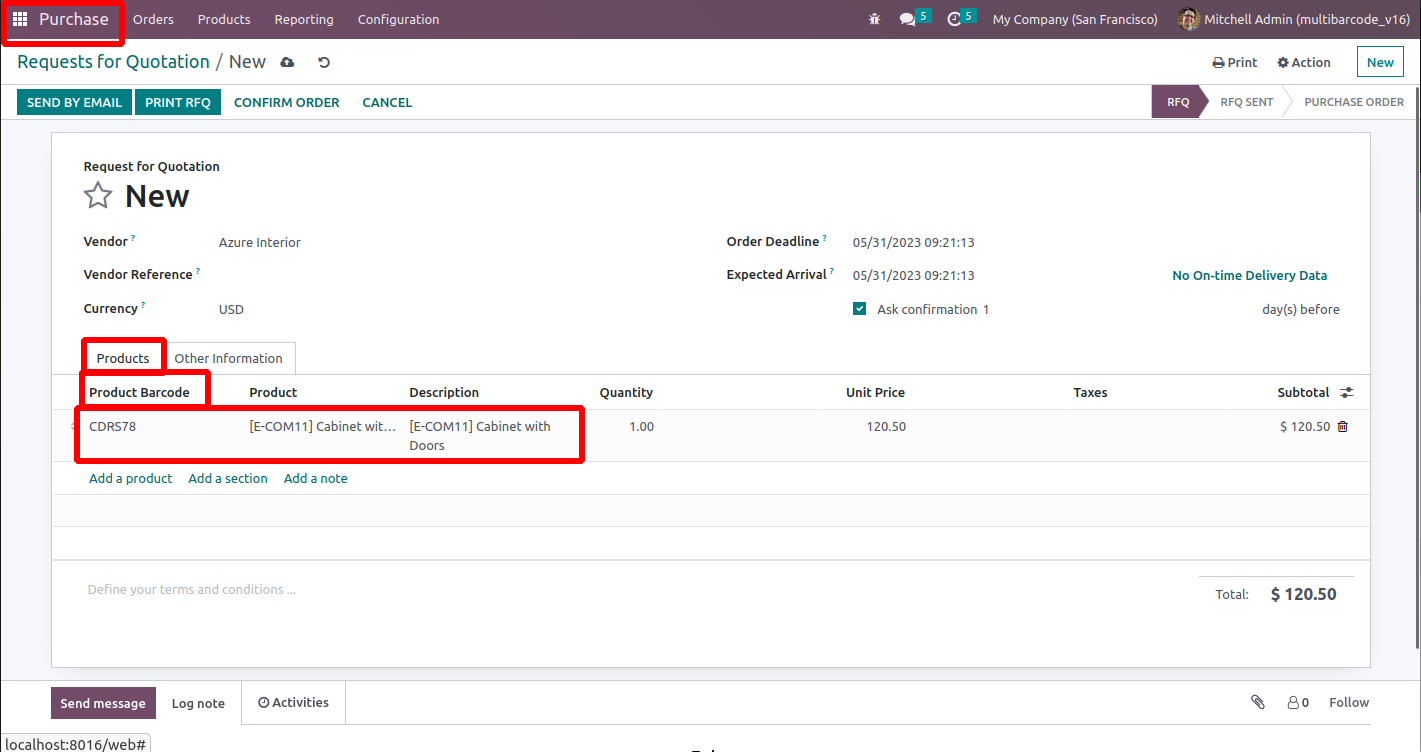 Purchase Orders Products Reporting Configuration 5 5 My Company (San Francisco) Mitchell Admin (multibarcode_v16)
Requests for Quotation / New Print Action New
SEND BY EMAIL PRINT RFQ CONFIRM ORDER CANCEL RFQ RFQ SENT PURCHASE ORDER
Request for Quotation
New
Vendor ? Azure Interior Order Deadline ? 05/31/2023 09:21:13
Vendor Reference ? Expected Arrival ? 05/31/2023 09:21:13 No On-time Delivery Data
Currency ? USD Ask confirmation 1 day(s) before
Products Other Information
Product Barcode Product Description Quantity Unit Price Taxes Subtotal
CDRS78 [E-COM11] Cabinet wit... [E-COM11] Cabinet with 1.00 120.50 $ 120.50
Doors
Add a product Add a section Add a note
Define your terms and conditions ...
Total: $ 120.50
Send message Log note Activities 0 Follow
localhost:8016/web#